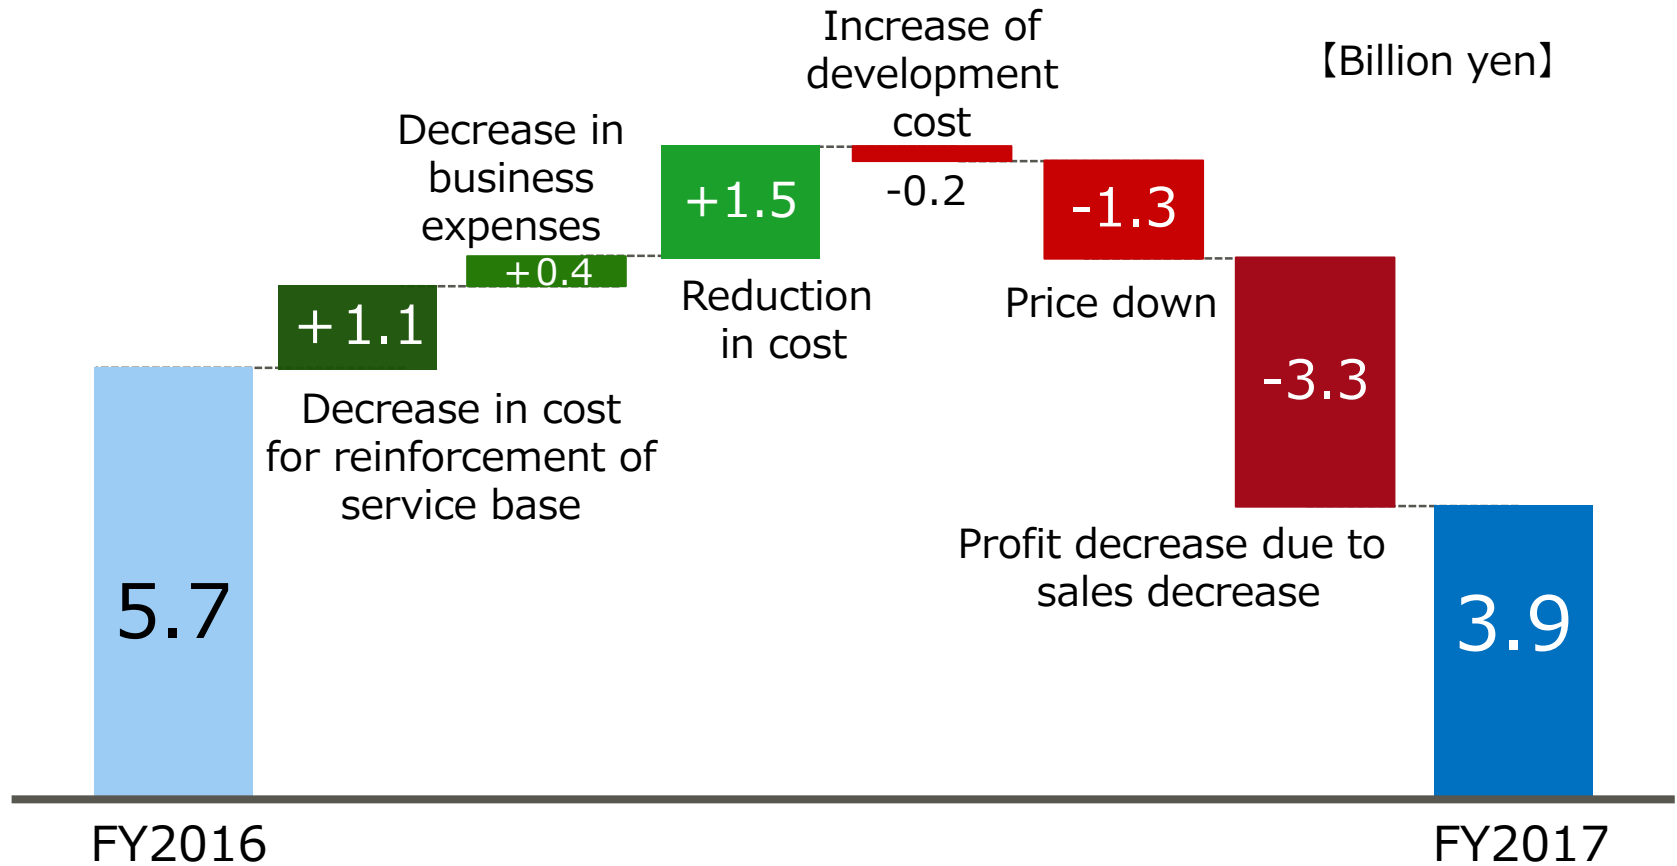 Increase of
development
cost
【Billion yen】
Decrease in
business
expenses
+1.5
-0.2
-1.3
+0.4
+1.1
Reduction
in cost
Price down
-3.3
Decrease in cost
for reinforcement of
service base
Profit decrease due to
sales decrease
5.7
3.9
FY2016
FY2017